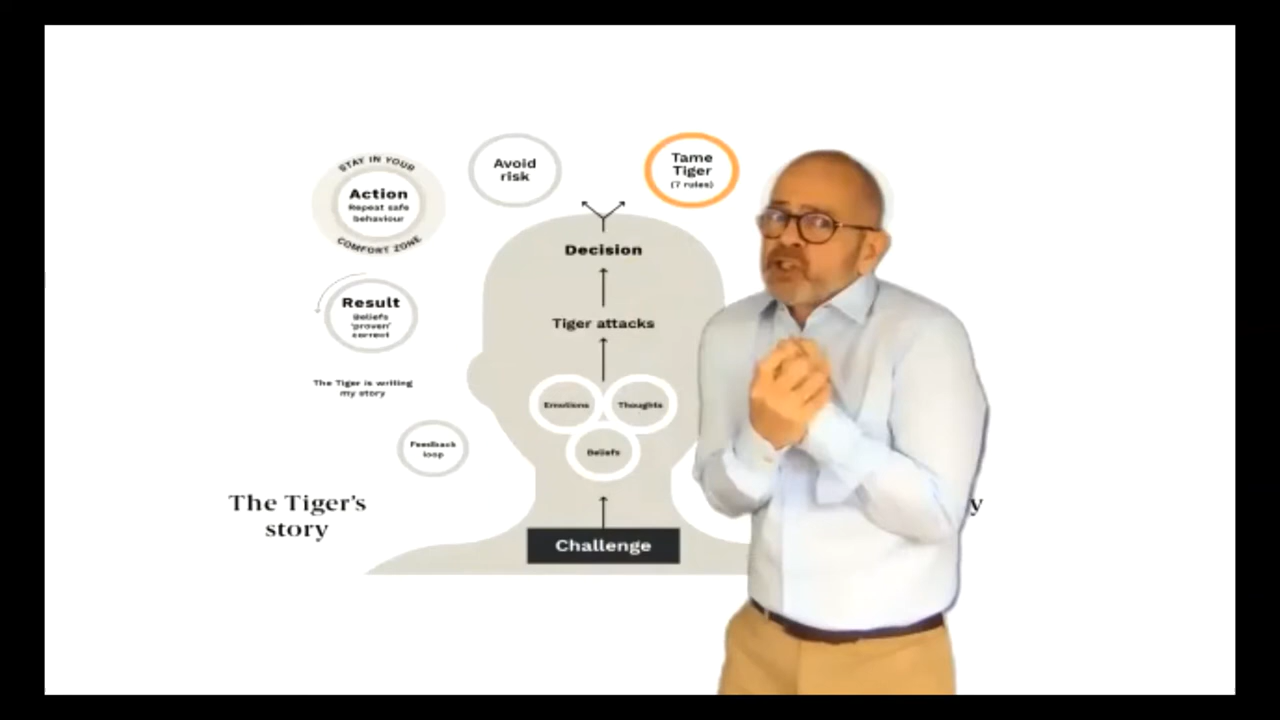 Avoid
risk
Tame
Tiger
(7 rules)
STAY IN YOUR
Action
Repeat safe
behaviour
COMFORT ZONE
Decision
Result
Beliefs
'proven'
correct
Tiger attacks
The Tiger is writing
my story
Emotions
Thoughts
Feedback
loop
Beliefs
The Tiger's
story
y
Challenge